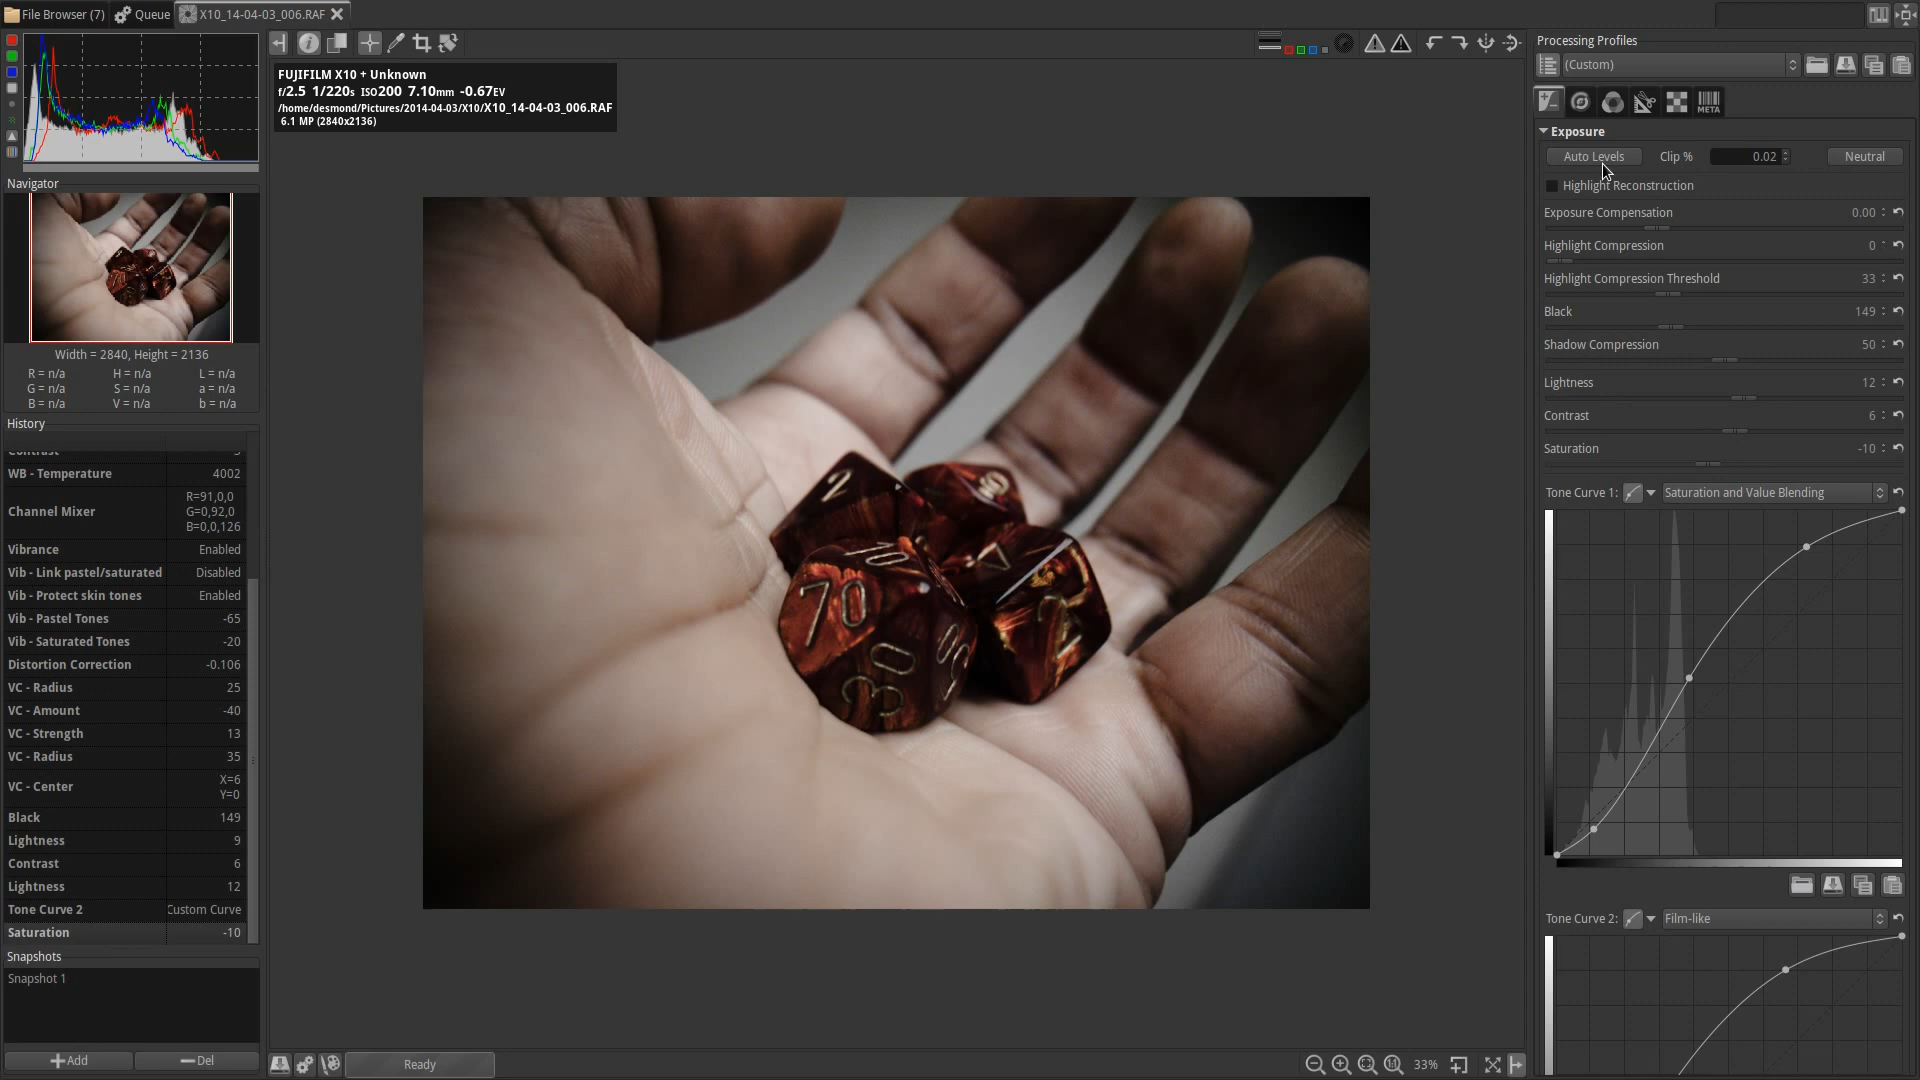 File Browser (7)
Queue
X10_14-04-03_006.RAF
FUJIFILM X10 + Unknown
f/2.5 1/220s ISO200 7.10mm -0.67EV
/home/desmond/Pictures/2014-04-03/X10/X10_14-04-03_006.RAF
6.1 MP (2840x2136)
Navigator
Width = 2840, Height = 2136
R = n/a H = n/a L = n/a
G = n/a S = n/a a = n/a
B = n/a V = n/a b = n/a
History
WB - Temperature 4002
Channel Mixer R=91,0,0
G=0,92,0
B=0,0,126
Vibrance Enabled
Vib - Link pastel/saturated Disabled
Vib - Protect skin tones Enabled
Vib - Pastel Tones -65
Vib - Saturated Tones -20
Distortion Correction -0.106
VC - Radius 25
VC - Amount -40
VC - Strength 13
VC - Radius 35
VC - Center X=6
Y=0
Black 149
Lightness 9
Contrast 6
Lightness 12
Tone Curve 2 Custom Curve
Saturation -10
Snapshots
Snapshot 1
Add Del
2
10
70
30
Ready
33%
Processing Profiles
(Custom)
META
Exposure
Auto Levels Clip % 0.02 Neutral
Highlight Reconstruction
Exposure Compensation 0.00
Highlight Compression 0
Highlight Compression Threshold 33
Black 149
Shadow Compression 50
Lightness 12
Contrast 6
Saturation -10
Tone Curve 1: Saturation and Value Blending
Tone Curve 2: Film-like